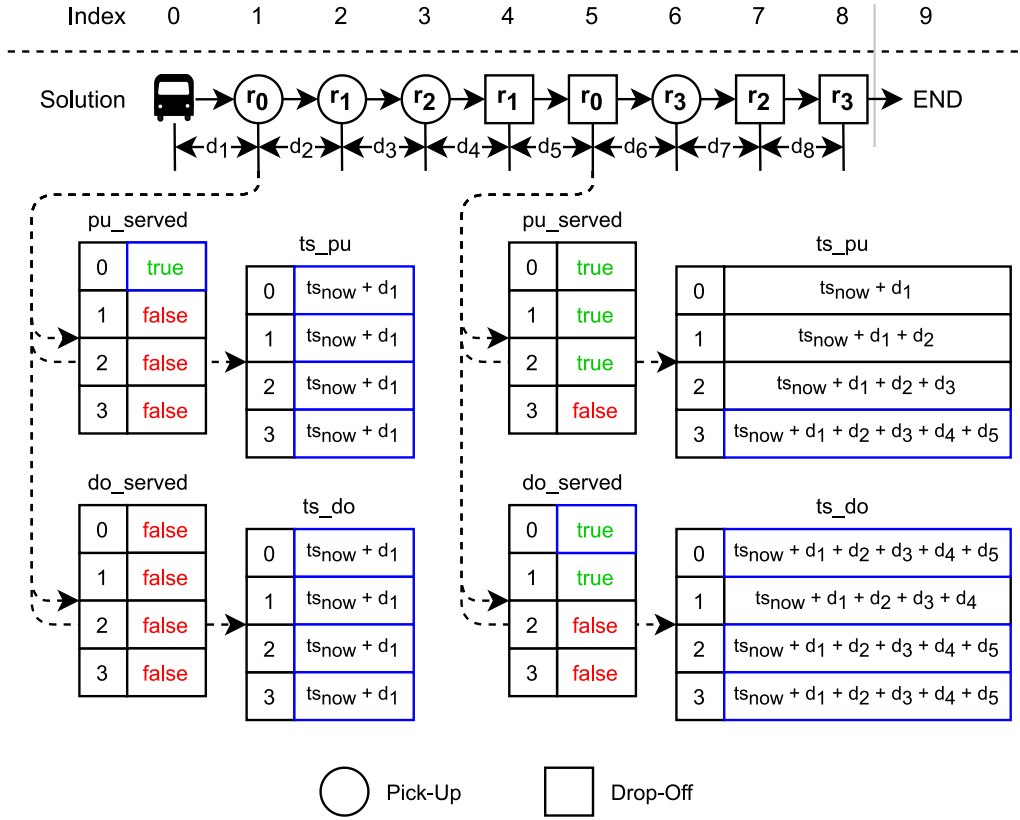 Index 0 1 2 3 4 5 6 7 8 9
Solution r0 r1 r2 r1 r0 r3 r2 r3 END
d1 d2 d3 d4 d5 d6 d7 d8
pu_served
0 true
1 false
2 false
3 false
ts_pu
0 tsnow + d1
1 tsnow + d1
2 tsnow + d1
3 tsnow + d1
do_served
0 false
1 false
2 false
3 false
ts_do
0 tsnow + d1
1 tsnow + d1
2 tsnow + d1
3 tsnow + d1
pu_served
0 true
1 true
2 true
3 false
ts_pu
0 tsnow + d1
1 tsnow + d1 + d2
2 tsnow + d1 + d2 + d3
3 tsnow + d1 + d2 + d3 + d4 + d5
do_served
0 true
1 true
2 false
3 false
ts_do
0 tsnow + d1 + d2 + d3 + d4 + d5
1 tsnow + d1 + d2 + d3 + d4
2 tsnow + d1 + d2 + d3 + d4 + d5
3 tsnow + d1 + d2 + d3 + d4 + d5
Pick-Up Drop-Off